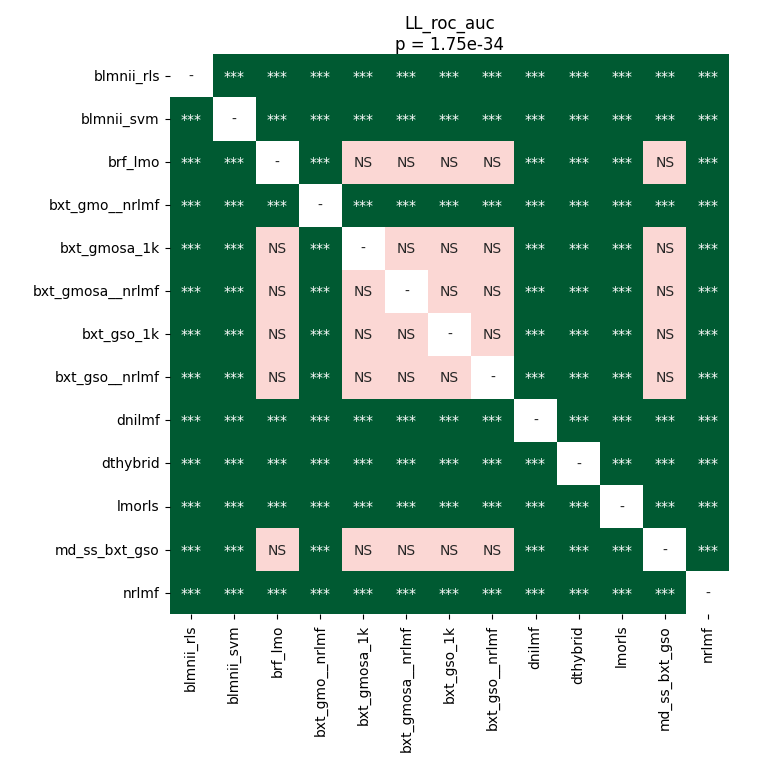 LL_roc_auc
p = 1.75e-34
blmnii_rls - *** *** *** *** *** *** *** *** *** *** *** ***
blmnii_svm *** - *** *** *** *** *** *** *** *** *** *** ***
brf_lmo *** *** - *** NS NS NS NS *** *** *** NS ***
bxt_gmo__nrlmf *** *** *** - *** *** *** *** *** *** *** *** ***
bxt_gmosa_1k *** *** NS *** - NS NS NS *** *** *** NS ***
bxt_gmosa__nrlmf *** *** NS *** NS - NS NS *** *** *** NS ***
bxt_gso_1k *** *** NS *** NS NS - NS *** *** *** NS ***
bxt_gso__nrlmf *** *** NS *** NS NS NS - *** *** *** NS ***
dnilmf *** *** *** *** *** *** *** *** - *** *** *** ***
dthybrid *** *** *** *** *** *** *** *** *** - *** *** ***
lmorls *** *** *** *** *** *** *** *** *** *** - *** ***
md_ss_bxt_gso *** *** NS *** NS NS NS NS *** *** *** - ***
nrlmf *** *** *** *** *** *** *** *** *** *** *** *** -
blmnii_rls
blmnii_svm
brf_lmo
bxt_gmo__nrlmf
bxt_gmosa_1k
bxt_gmosa__nrlmf
bxt_gso_1k
bxt_gso__nrlmf
dnilmf
dthybrid
lmorls
md_ss_bxt_gso
nrlmf